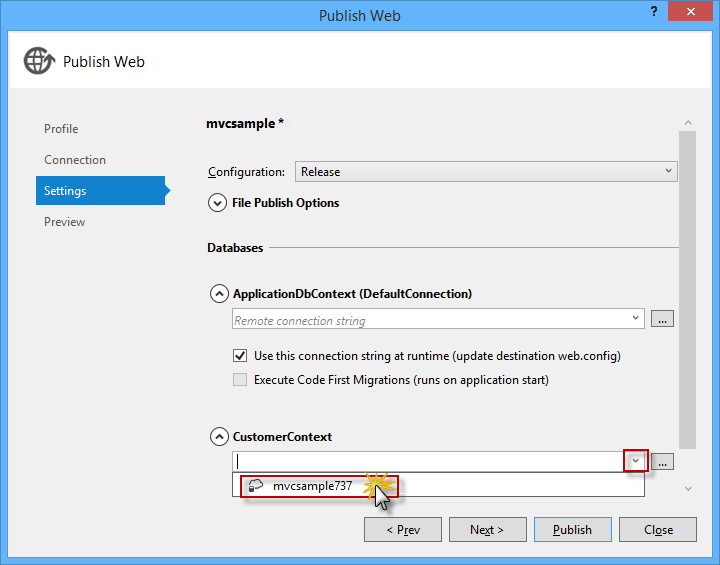 Publish Web
?
Publish Web
Profile
Connection
Settings
Preview
mvcsample *
Configuration: Release
File Publish Options
Databases
ApplicationDbContext (DefaultConnection)
Remote connection string
...
Use this connection string at runtime (update destination web.config)
Execute Code First Migrations (runs on application start)
CustomerContext
...
mvcsample737
< Prev
Next >
Publish
Close